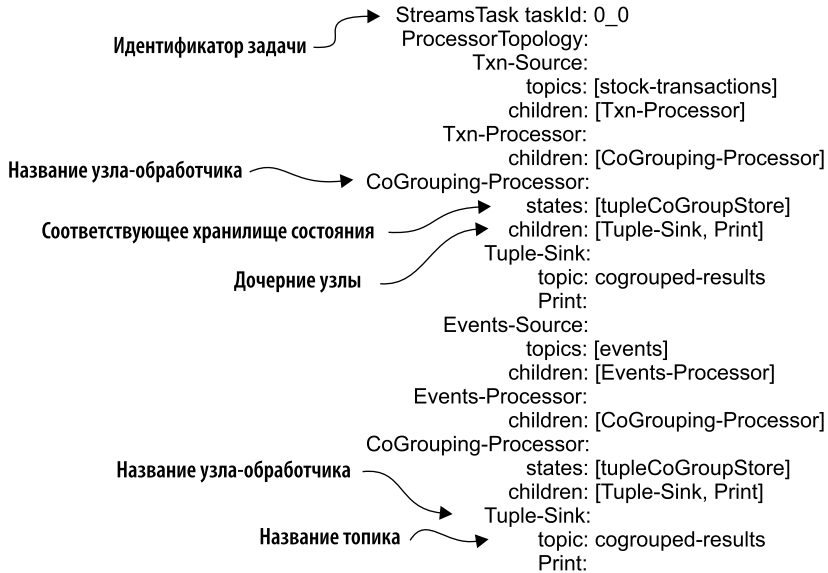 StreamsTask taskId: 0_0
Идентификатор задачи
ProcessorTopology:
Txn-Source:
topics: [stock-transactions]
children: [Txn-Processor]
Txn-Processor:
children: [CoGrouping-Processor]
Название узла-обработчика
CoGrouping-Processor:
states: [tupleCoGroupStore]
Соответствующее хранилище состояния
children: [Tuple-Sink, Print]
Дочерние узлы
Tuple-Sink:
topic: cogrouped-results
Print:
Events-Source:
topics: [events]
children: [Events-Processor]
Events-Processor:
children: [CoGrouping-Processor]
CoGrouping-Processor:
states: [tupleCoGroupStore]
Название узла-обработчика
children: [Tuple-Sink, Print]
Tuple-Sink:
Название топика
topic: cogrouped-results
Print: